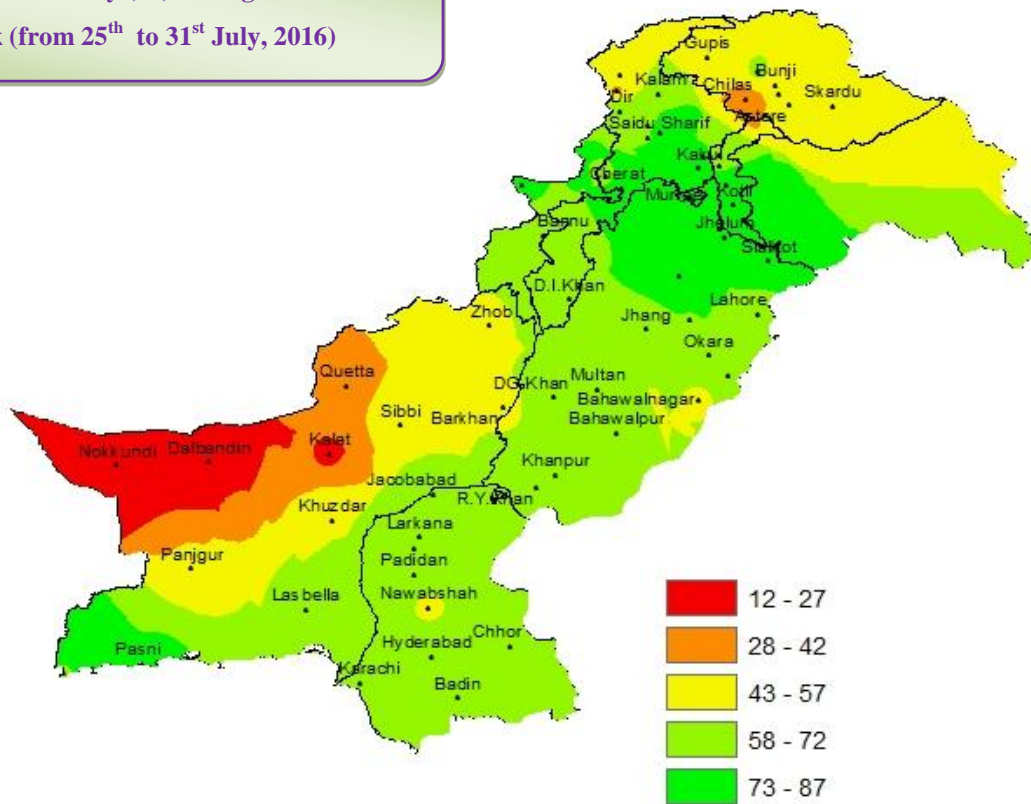 (from 25th to 31st July, 2016)
Gupis
Bunji
Kalam
Chilas
Skardu
Dir
Astore
Saidu Sharif
Kakul
Cherat
Murree
Kotli
Bannu
Jhelum
Sialkot
D.I.Khan
Lahore
Zhob
Jhang
Okara
Quetta
DG.Khan
Multan
Sibbi
Barkhan
Bahawalnagar
Bahawalpur
Kalat
Nokkundi
Dalbandin
Khanpur
Jacobabad
R.Y.Khan
Khuzdar
Larkana
Panjgur
Padidan
Lasbella
Nawabshah
Chhor
Hyderabad
Pasni
Karachi
Badin
12 - 27
28 - 42
43 - 57
58 - 72
73 - 87